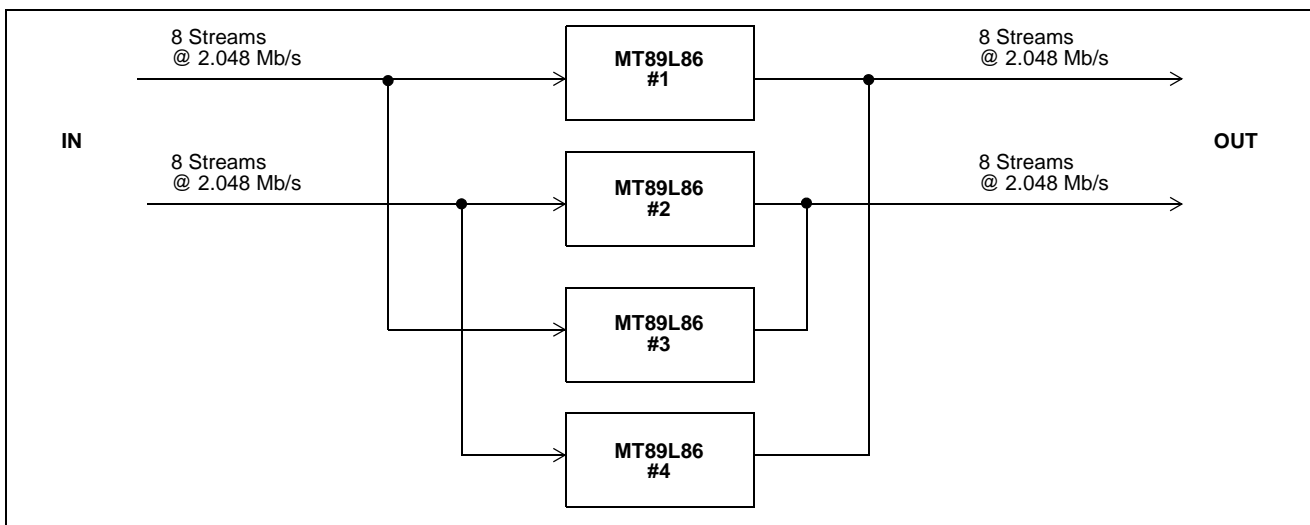 8 Streams
@ 2.048 Mb/s
MT89L86
#1
8 Streams
@ 2.048 Mb/s
IN
OUT
8 Streams
@ 2.048 Mb/s
MT89L86
#2
8 Streams
@ 2.048 Mb/s
MT89L86
#3
MT89L86
#4